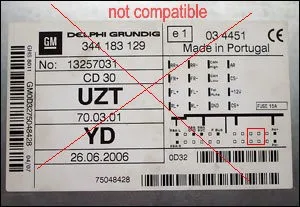 not compatible
GM
DELPHI GRUNDIG
344 183 129
e1
03 4451
Made in Portugal
No: 13257031
CD 30
UZT
70.03.01
YD
26.06.2006
0D32
75048428
FUSE 15A
+12V